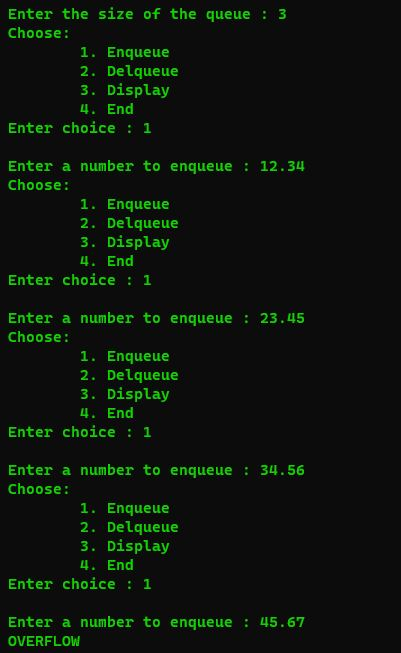 Enter the size of the queue : 3
Choose:
        1. Enqueue
        2. Delqueue
        3. Display
        4. End
Enter choice : 1

Enter a number to enqueue : 12.34
Choose:
        1. Enqueue
        2. Delqueue
        3. Display
        4. End
Enter choice : 1

Enter a number to enqueue : 23.45
Choose:
        1. Enqueue
        2. Delqueue
        3. Display
        4. End
Enter choice : 1

Enter a number to enqueue : 34.56
Choose:
        1. Enqueue
        2. Delqueue
        3. Display
        4. End
Enter choice : 1

Enter a number to enqueue : 45.67
OVERFLOW